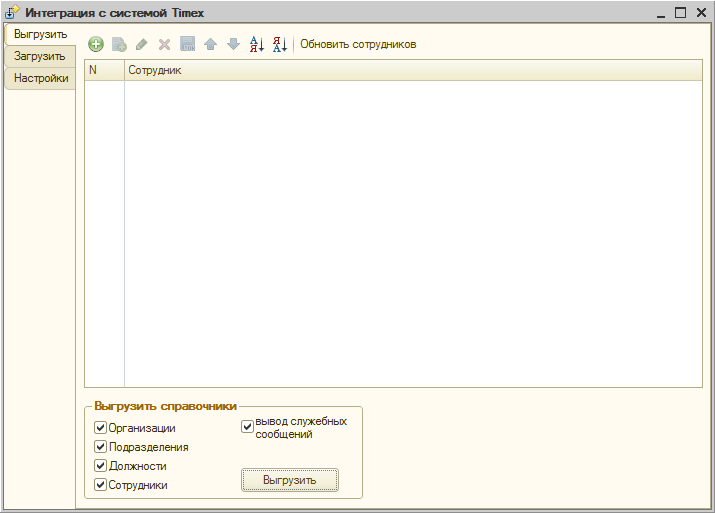 Интеграция с системой Timex
Выгрузить
Загрузить
Настройки
Обновить сотрудников
N Сотрудник
Выгрузить справочники
Организации
Подразделения
Должности
Сотрудники
вывод служебных
сообщений
Выгрузить